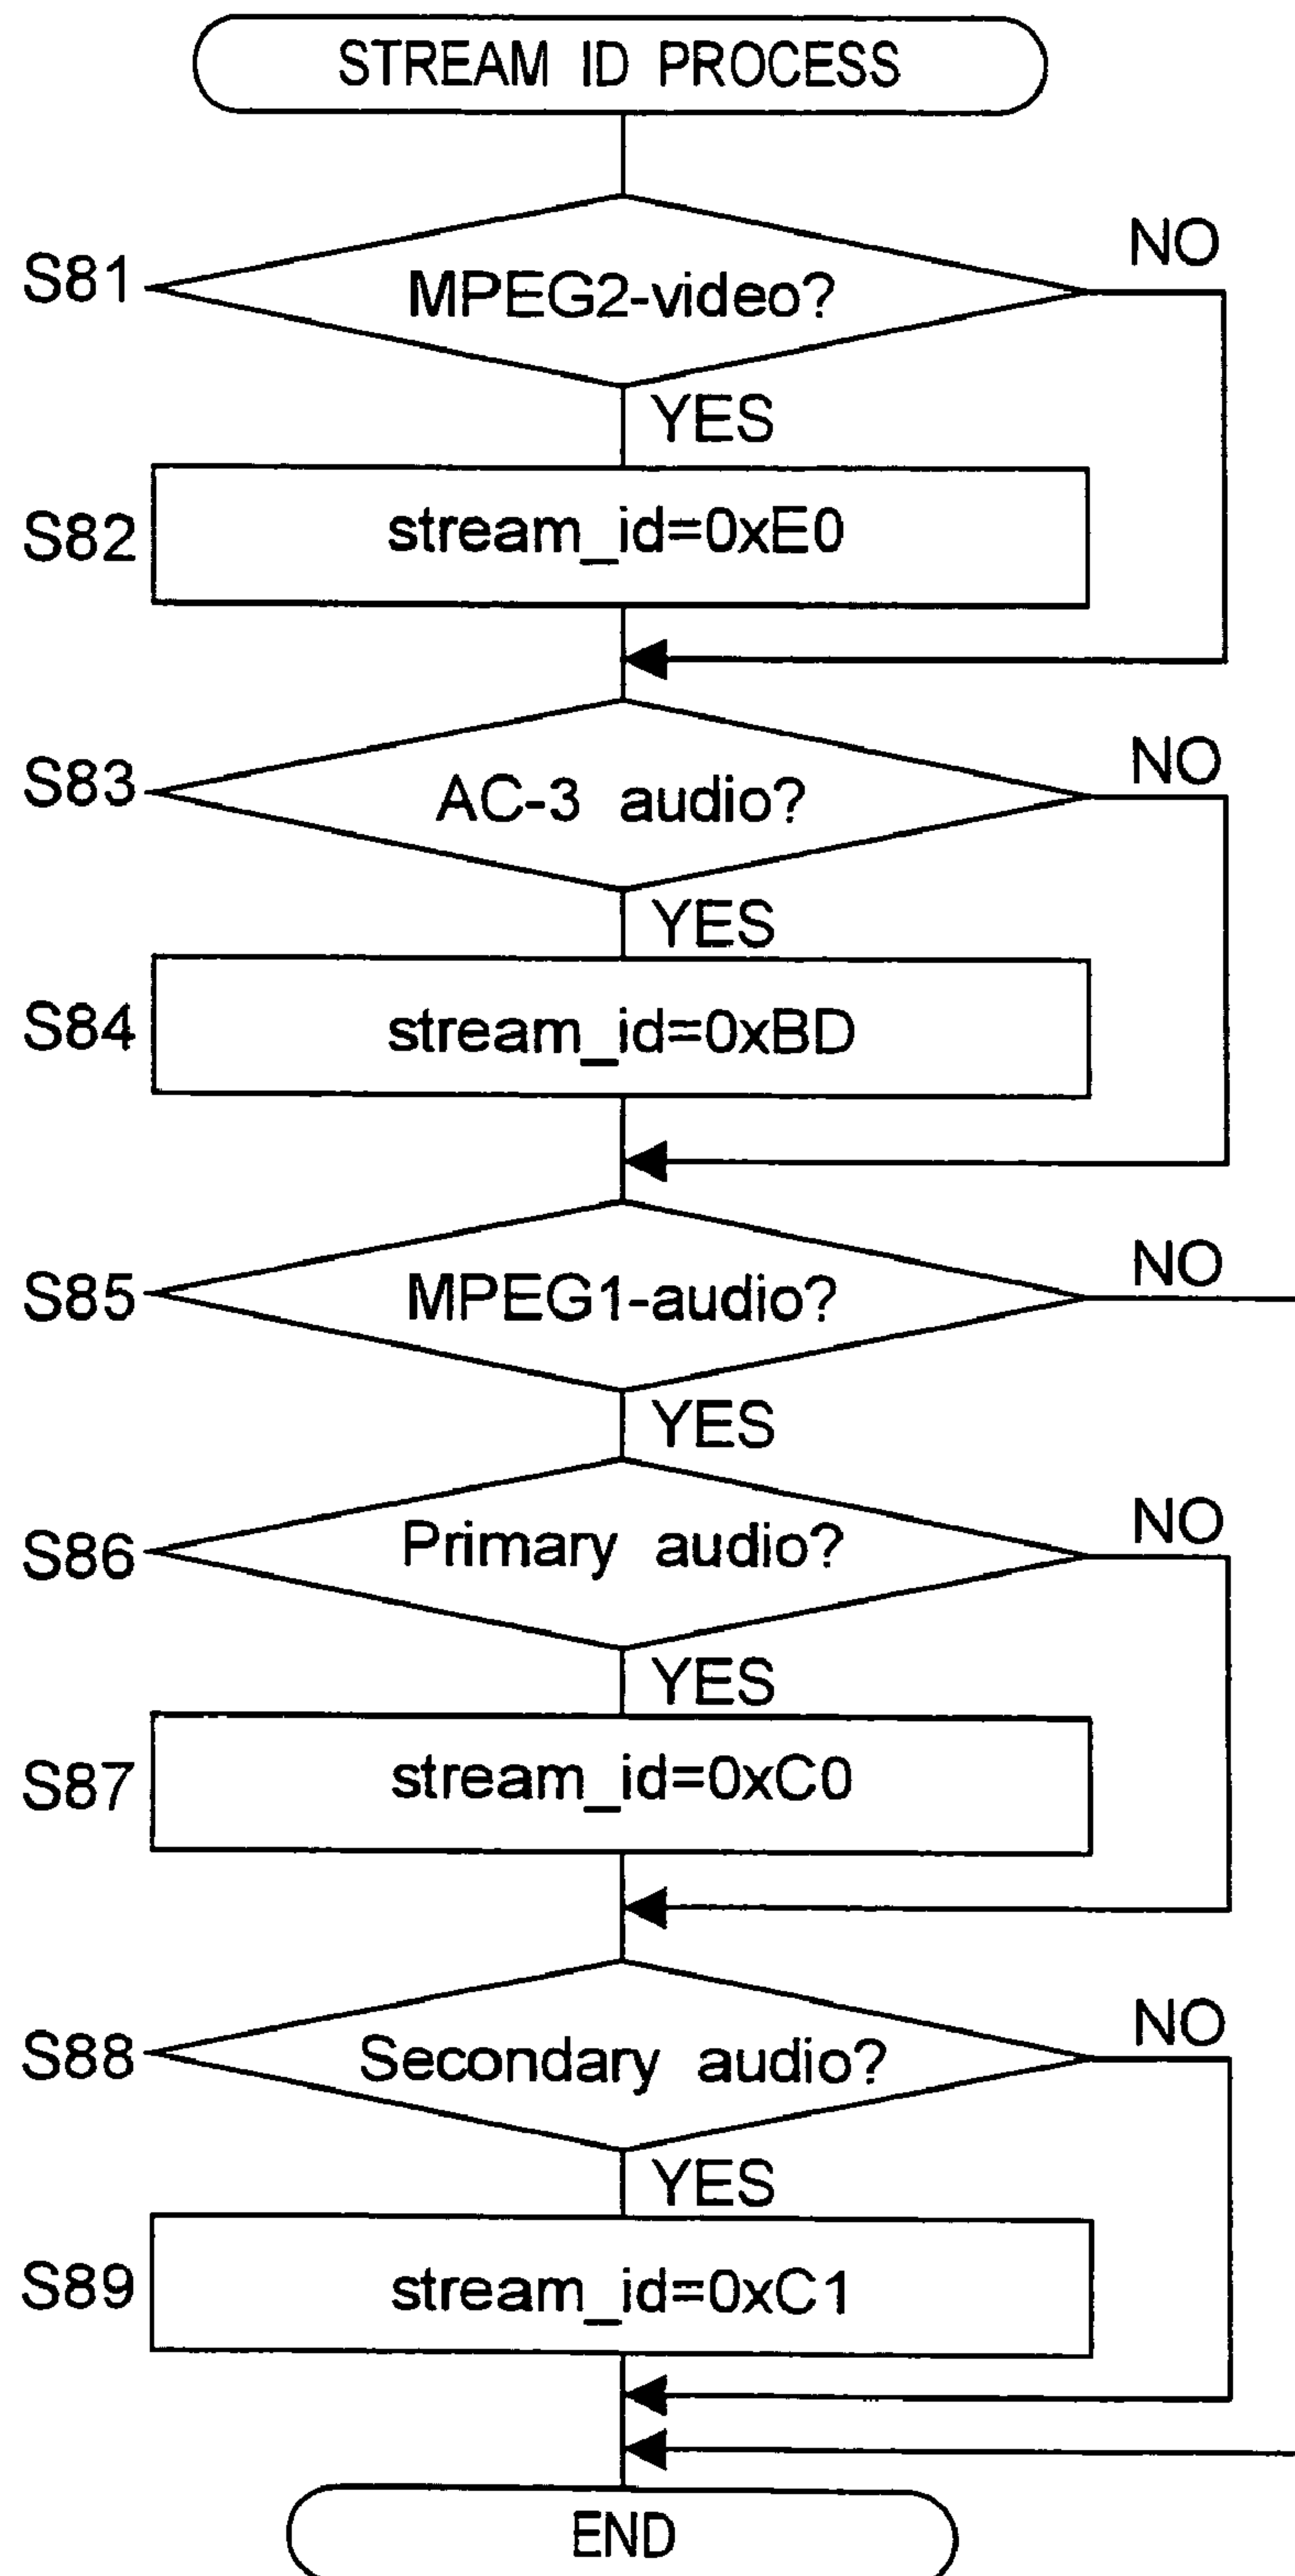 STREAM ID PROCESS
S81
MPEG2-video?
NO
YES
S82
stream_id=0xE0
S83
AC-3 audio?
NO
YES
S84
stream_id=0xBD
S85
MPEG1-audio?
NO
YES
S86
Primary audio?
NO
YES
S87
stream_id=0xC0
S88
Secondary audio?
NO
YES
S89
stream_id=0xC1
END